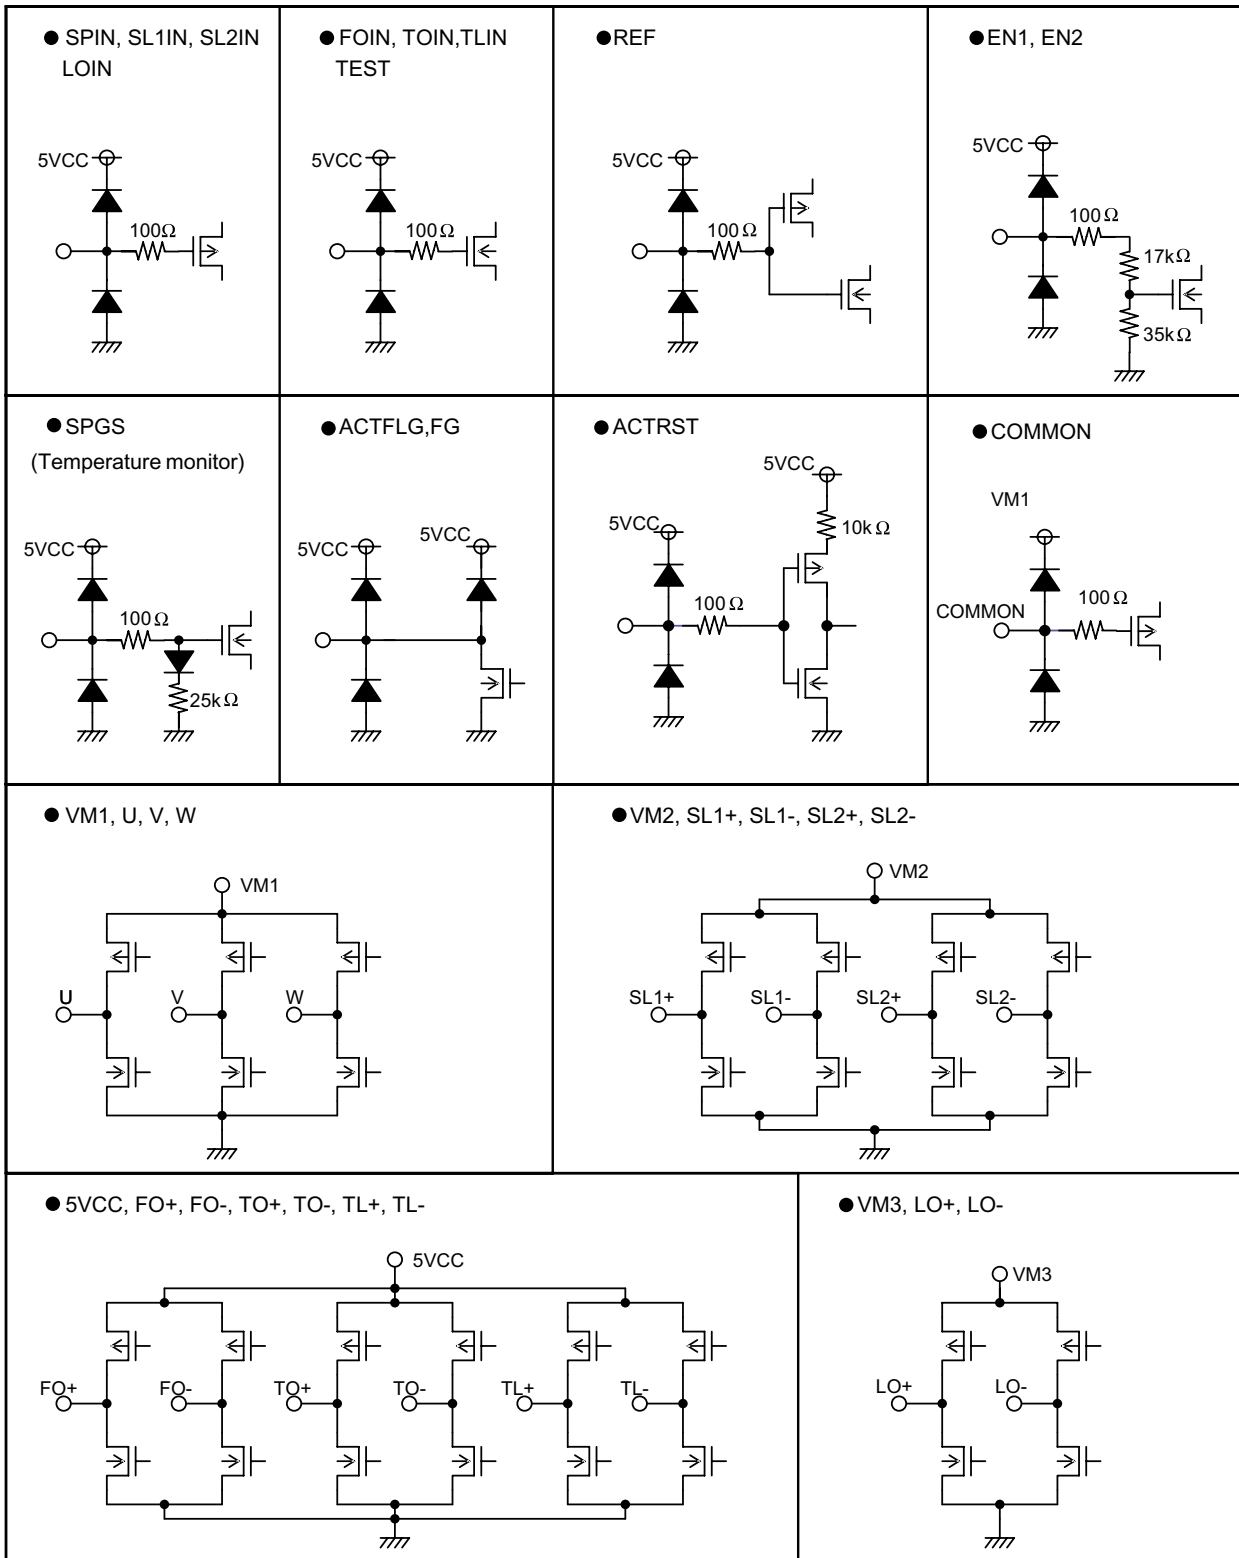 ● SPIN, SL1IN, SL2IN
LOIN
5VCC
100Ω
● FOIN, TOIN,TLIN
TEST
5VCC
100Ω
●REF
5VCC
100Ω
●EN1, EN2
5VCC
100Ω
17kΩ
35kΩ
●SPGS
(Temperature monitor)
5VCC
100Ω
25kΩ
●ACTFLG,FG
5VCC
5VCC
●ACTRST
5VCC
10kΩ
5VCC
100Ω
●COMMON
VM1
100Ω
COMMON
● VM1, U, V, W
VM1
U
V
W
●VM2, SL1+, SL1-, SL2+, SL2-
VM2
SL1+
SL1-
SL2+
SL2-
● 5VCC, FO+, FO-, TO+, TO-, TL+, TL-
5VCC
FO+
FO-
TO+
TO-
TL+
TL-
●VM3, LO+, LO-
VM3
LO+
LO-